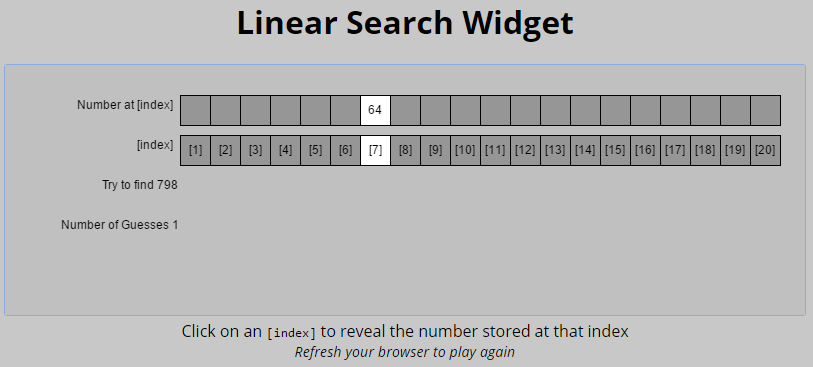 Linear Search Widget
Number at [index] 64
[index] [1] [2] [3] [4] [5] [6] [7] [8] [9] [10] [11] [12] [13] [14] [15] [16] [17] [18] [19] [20]
Try to find 798
Number of Guesses 1
Click on an [index] to reveal the number stored at that index
Refresh your browser to play again